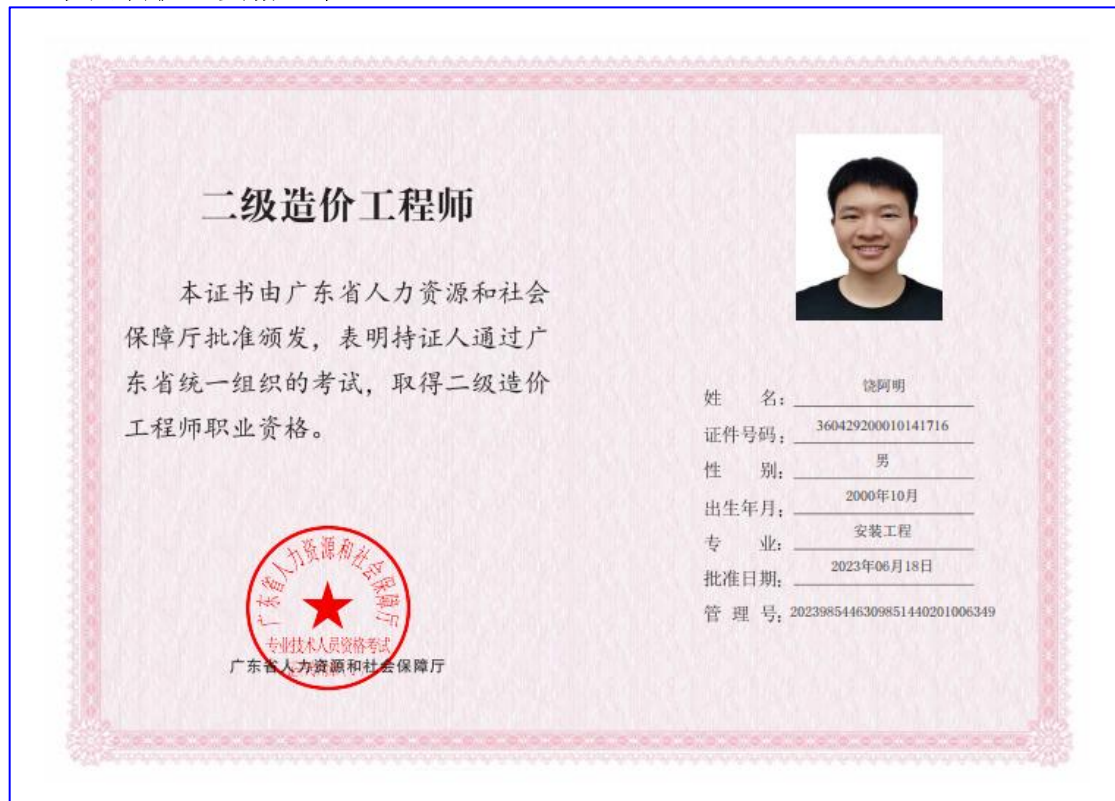 二级造价工程师
本证书由广东省人力资源和社会
保障厅批准颁发，表明持证人通过广
东省统一组织的考试，取得二级造价
工程师职业资格。
姓 名：饶阿明
证件号码：360429200010141716
性 别：男
出生年月：2000年10月
专 业：安装工程
批准日期：2023年06月18日
管 理 号：2023985446309851440201006349
广东省人力资源和社会保障厅
专业技术人员资格考试
广东省人力资源和社会保障厅